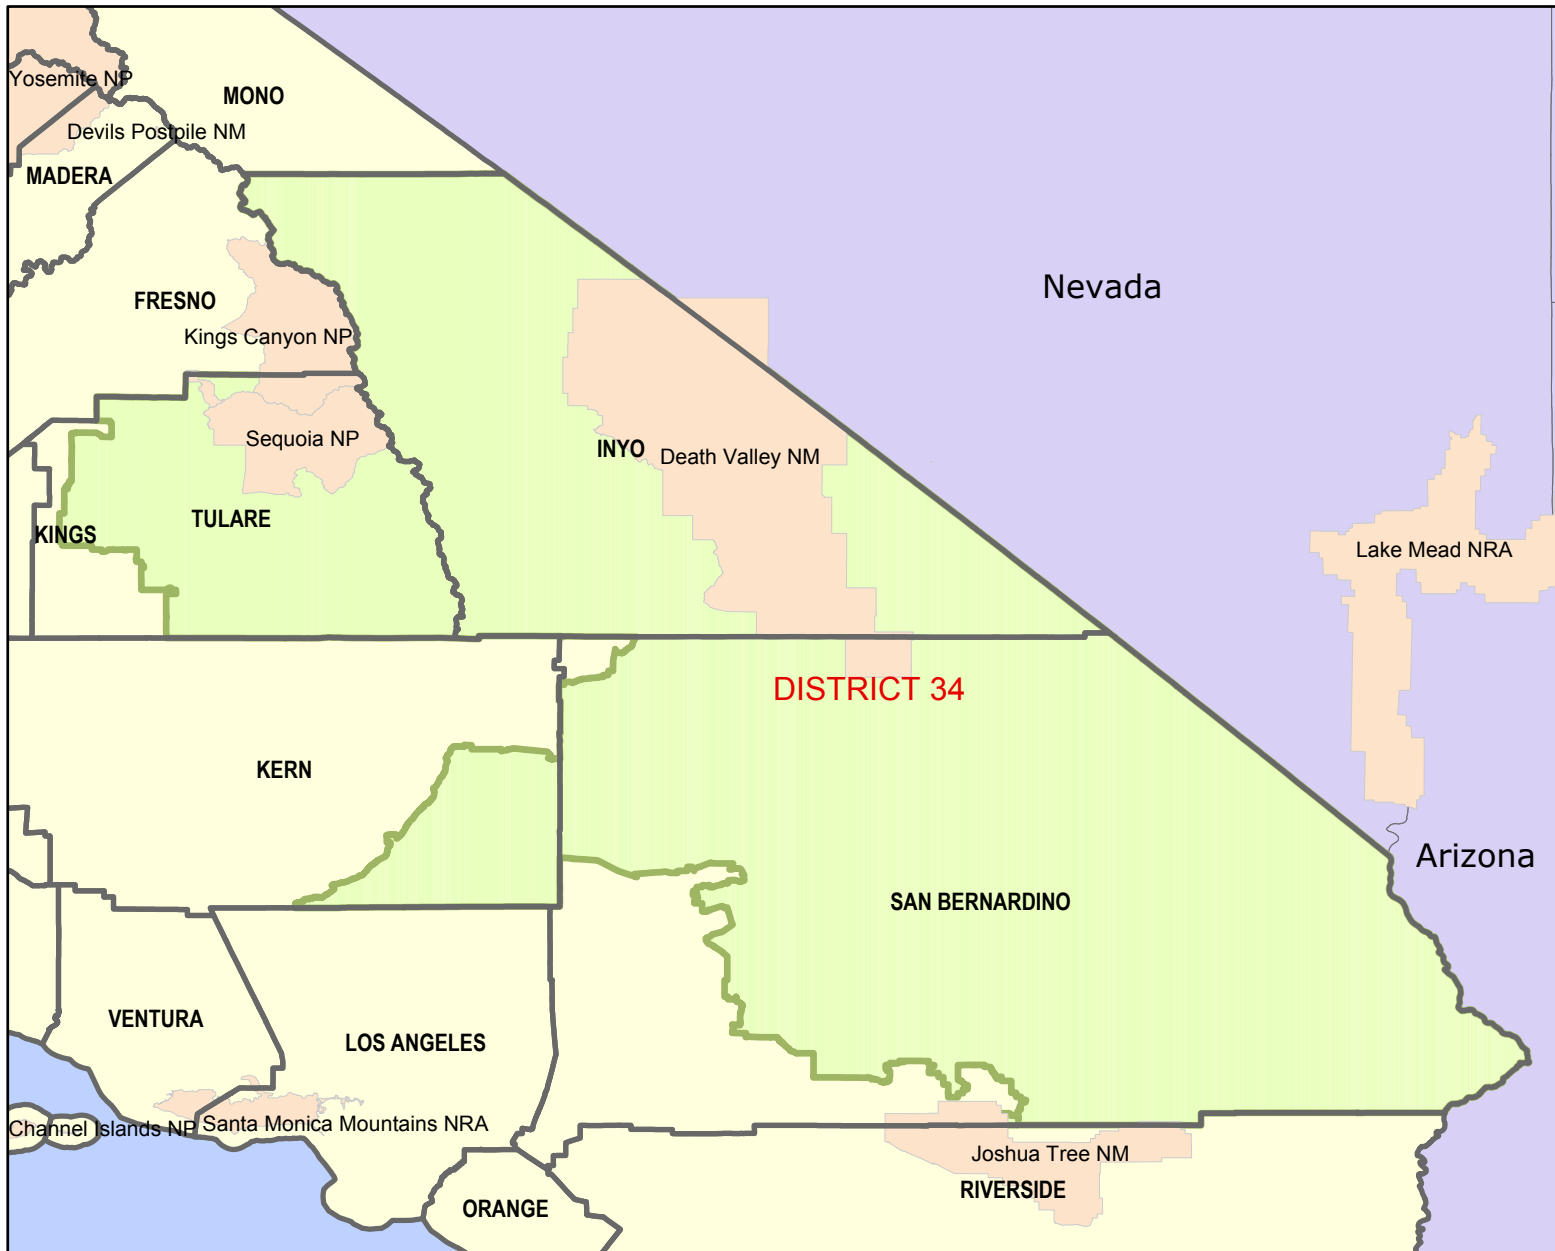 Yosemite NP
MONO
Devils Postpile NM
MADERA
Nevada
FRESNO
Kings Canyon NP
Sequoia NP
INYO
Death Valley NM
TULARE
KINGS
Lake Mead NRA
DISTRICT 34
KERN
Arizona
SAN BERNARDINO
VENTURA
LOS ANGELES
Channel Islands NP
Santa Monica Mountains NRA
Joshua Tree NM
RIVERSIDE
ORANGE